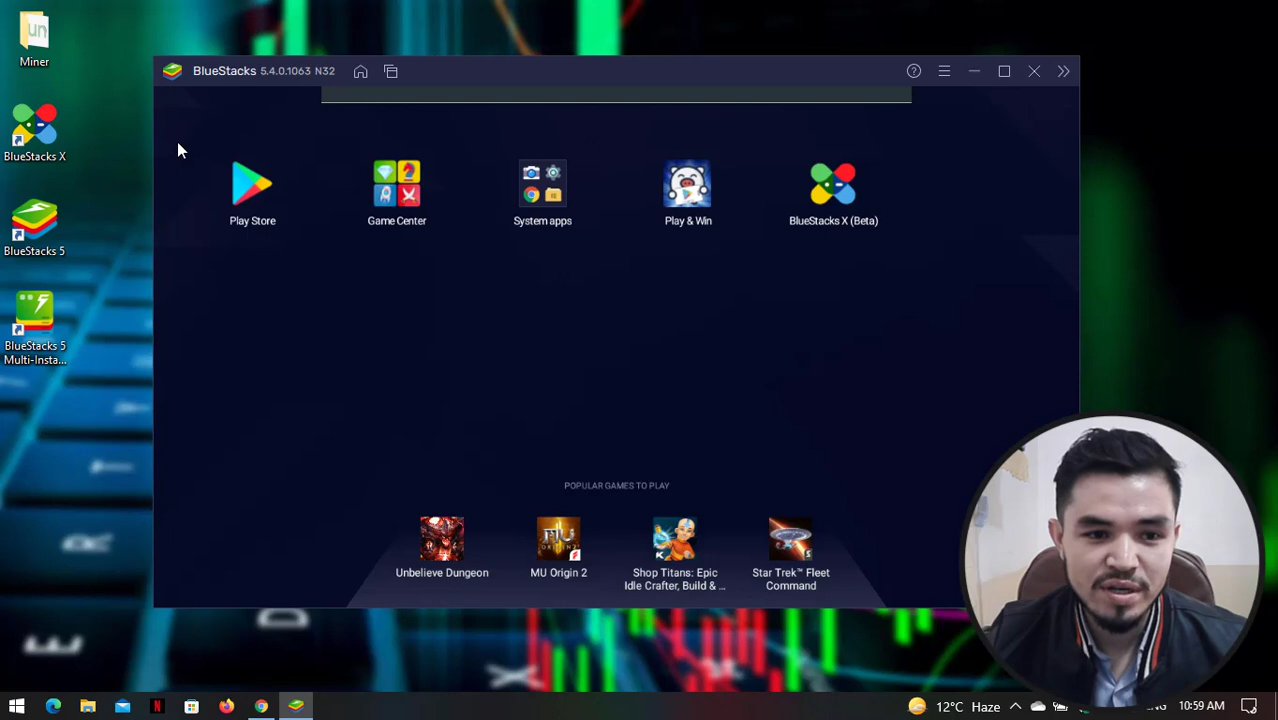 Miner
BlueStacks X
BlueStacks 5
BlueStacks 5
Multi-Insta...
BlueStacks 5.4.0.1063 N32
Play Store
Game Center
System apps
Play & Win
BlueStacks X (Beta)
POPULAR GAMES TO PLAY
Unbelieve Dungeon
MU Origin 2
Shop Titans: Epic
Idle Crafter, Build & ...
Star Trek™ Fleet
Command
12°C Haze
ENG
10:59 AM